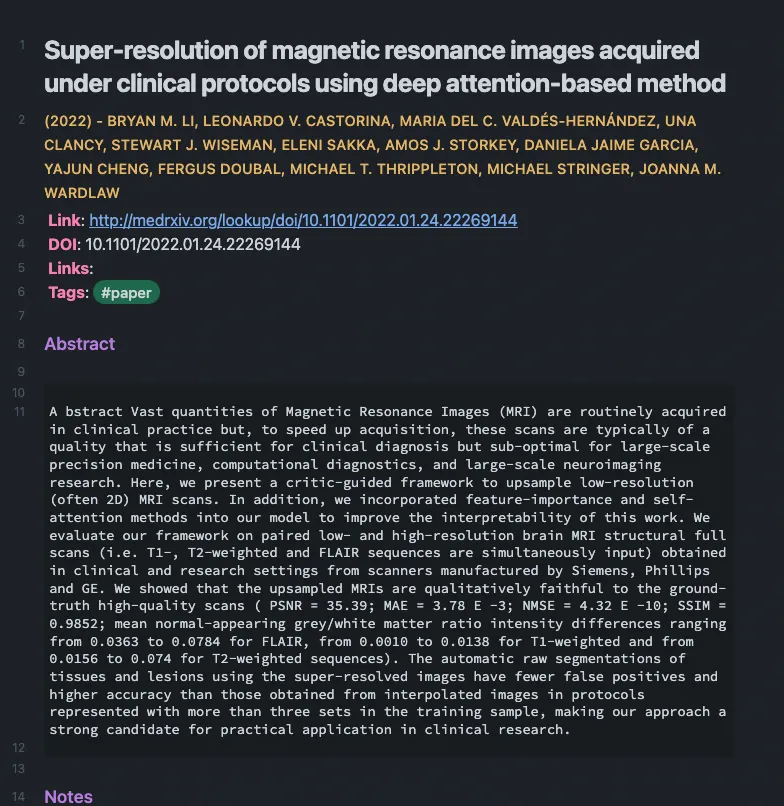 1 Super-resolution of magnetic resonance images acquired
under clinical protocols using deep attention-based method
2 (2022) - BRYAN M. LI, LEONARDO V. CASTORINA, MARIA DEL C. VALDÉS-HERNÁNDEZ, UNA
CLANCY, STEWART J. WISEMAN, ELENI SAKKA, AMOS J. STORKEY, DANIELA JAIME GARCIA,
YAJUN CHENG, FERGUS DOUBAL, MICHAEL T. THRIPPLETON, MICHAEL STRINGER, JOANNA M.
WARDLAW
3 Link: http://medrxiv.org/lookup/doi/10.1101/2022.01.24.22269144
4 DOI: 10.1101/2022.01.24.22269144
5 Links:
6 Tags: #paper
7
8 Abstract
9
10
11 A bstract Vast quantities of Magnetic Resonance Images (MRI) are routinely acquired
in clinical practice but, to speed up acquisition, these scans are typically of a
quality that is sufficient for clinical diagnosis but sub-optimal for large-scale
precision medicine, computational diagnostics, and large-scale neuroimaging
research. Here, we present a critic-guided framework to upsample low-resolution
(often 2D) MRI scans. In addition, we incorporated feature-importance and self-
attention methods into our model to improve the interpretability of this work. We
evaluate our framework on paired low- and high-resolution brain MRI structural full
scans (i.e. T1-, T2-weighted and FLAIR sequences are simultaneously input) obtained
in clinical and research settings from scanners manufactured by Siemens, Phillips
and GE. We showed that the upsampled MRIs are qualitatively faithful to the ground-
truth high-quality scans ( PSNR = 35.39; MAE = 3.78 E -3; NMSE = 4.32 E -10; SSIM =
0.9852; mean normal-appearing grey/white matter ratio intensity differences ranging
from 0.0363 to 0.0784 for FLAIR, from 0.0010 to 0.0138 for T1-weighted and from
0.0156 to 0.074 for T2-weighted sequences). The automatic raw segmentations of
tissues and lesions using the super-resolved images have fewer false positives and
higher accuracy than those obtained from interpolated images in protocols
represented with more than three sets in the training sample, making our approach a
strong candidate for practical application in clinical research.
12
13
14 Notes